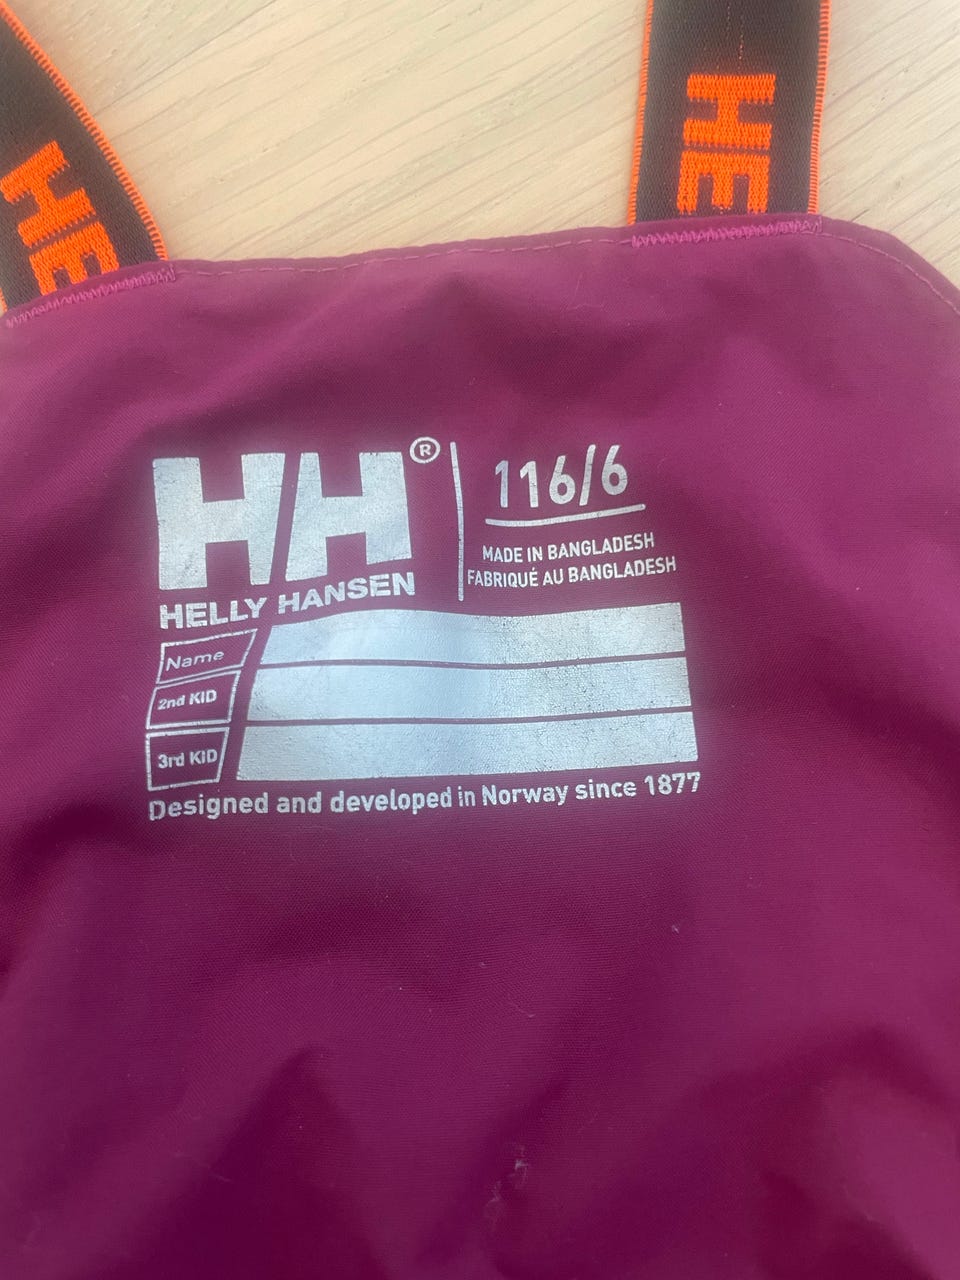 HE
HE
HH®
116/6
MADE IN BANGLADESH
FABRIQUÉ AU BANGLADESH
HELLY HANSEN
Name
2nd KID
3rd KID
Designed and developed in Norway since 1877